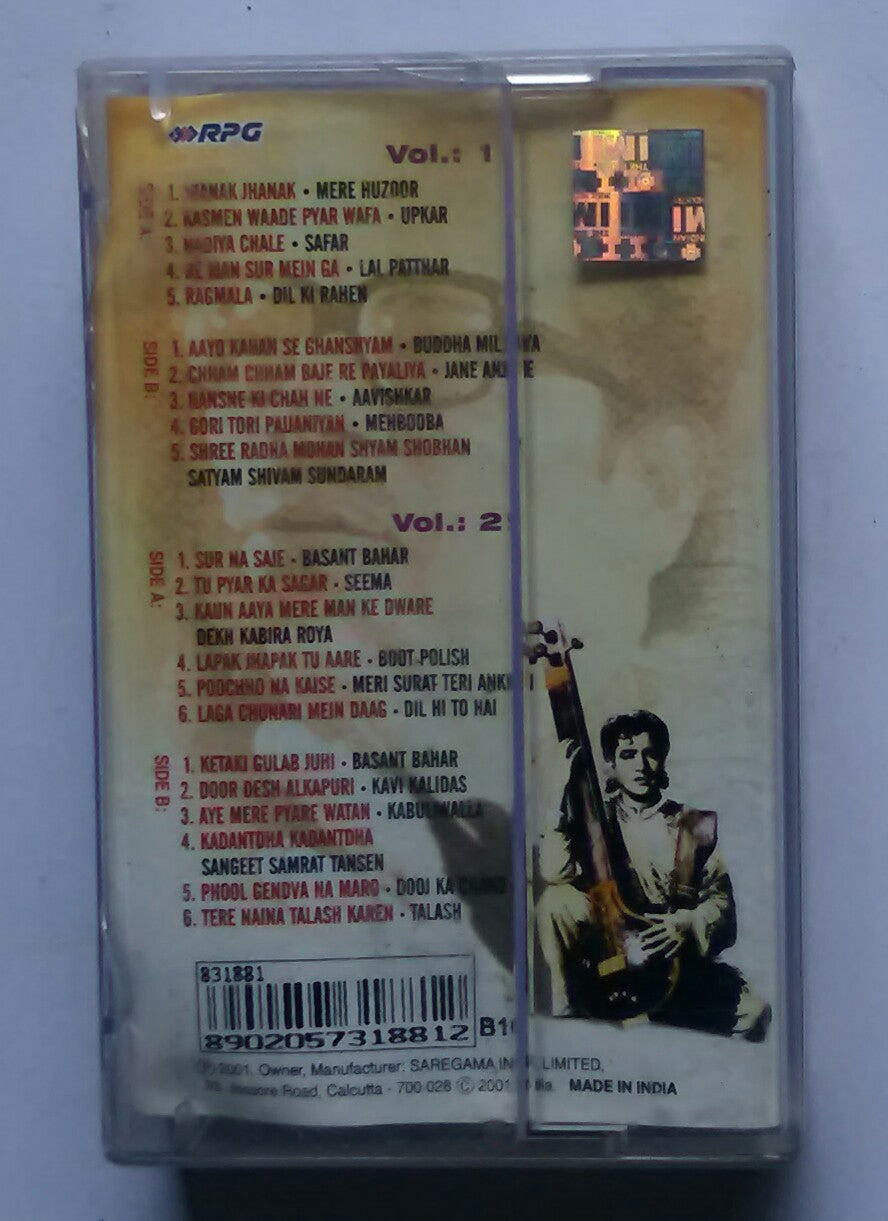 RPG
Vol.: 1
SIDE A:
1. JHANAK • MERE HUZOOR
2. KASMEN WAADE PYAR WAFA • UPKAR
3. NADIYA CHALE • SAFAR
4. MAN SUR MEIN GA • LAL PATTHAR
5. RAGMALA • DIL KI RAHEN
SIDE B:
1. AAYO KAHAN SE GHANSHYAM • BUDDHA MIL
2. CHHAM CHHAM BAJE RE PAYALIYA • JANE
3. HANSNE KI CHAH NE • AAVISHKAR
4. GORI TORI PAIJANIYAN • MEHBOOBA
5. SHREE RADHA MOHAN SHYAM SHOBHAN
SATYAM SHIVAM SUNDARAM
Vol.: 2
SIDE A:
1. SUR NA SAJE • BASANT BAHAR
2. TU PYAR KA SAGAR • SEEMA
3. KAUN AAYA MERE MAN KE DWARE
DEKH KABIRA ROYA
4. LAPAK JHAPAK TU AARE • BOOT POLISH
5. POOCHHO NA KAISE • MERI SURAT TERI
6. LAGA CHUNARI MEIN DAAG • DIL HI TO HAI
SIDE B:
1. KETAKI GULAB JUHI • BASANT BAHAR
2. DOOR DESH ALKAPURI • KAVI KALIDAS
3. AYE MERE PYARE WATAN • KABULIWALLA
4. KADANTDHA KADANTDHA
SANGEET SAMRAT TANSEN
5. PHOOL GENDVA NA MARO • DOOJ KA CHAND
6. TERE NAINA TALASH KAREN • TALASH
831881
8902057318812
Ⓟ 2001, Owner, Manufacturer: SAREGAMA LIMITED,
Jessore Road, Calcutta - 700 028 Ⓒ 2001 MADE IN INDIA